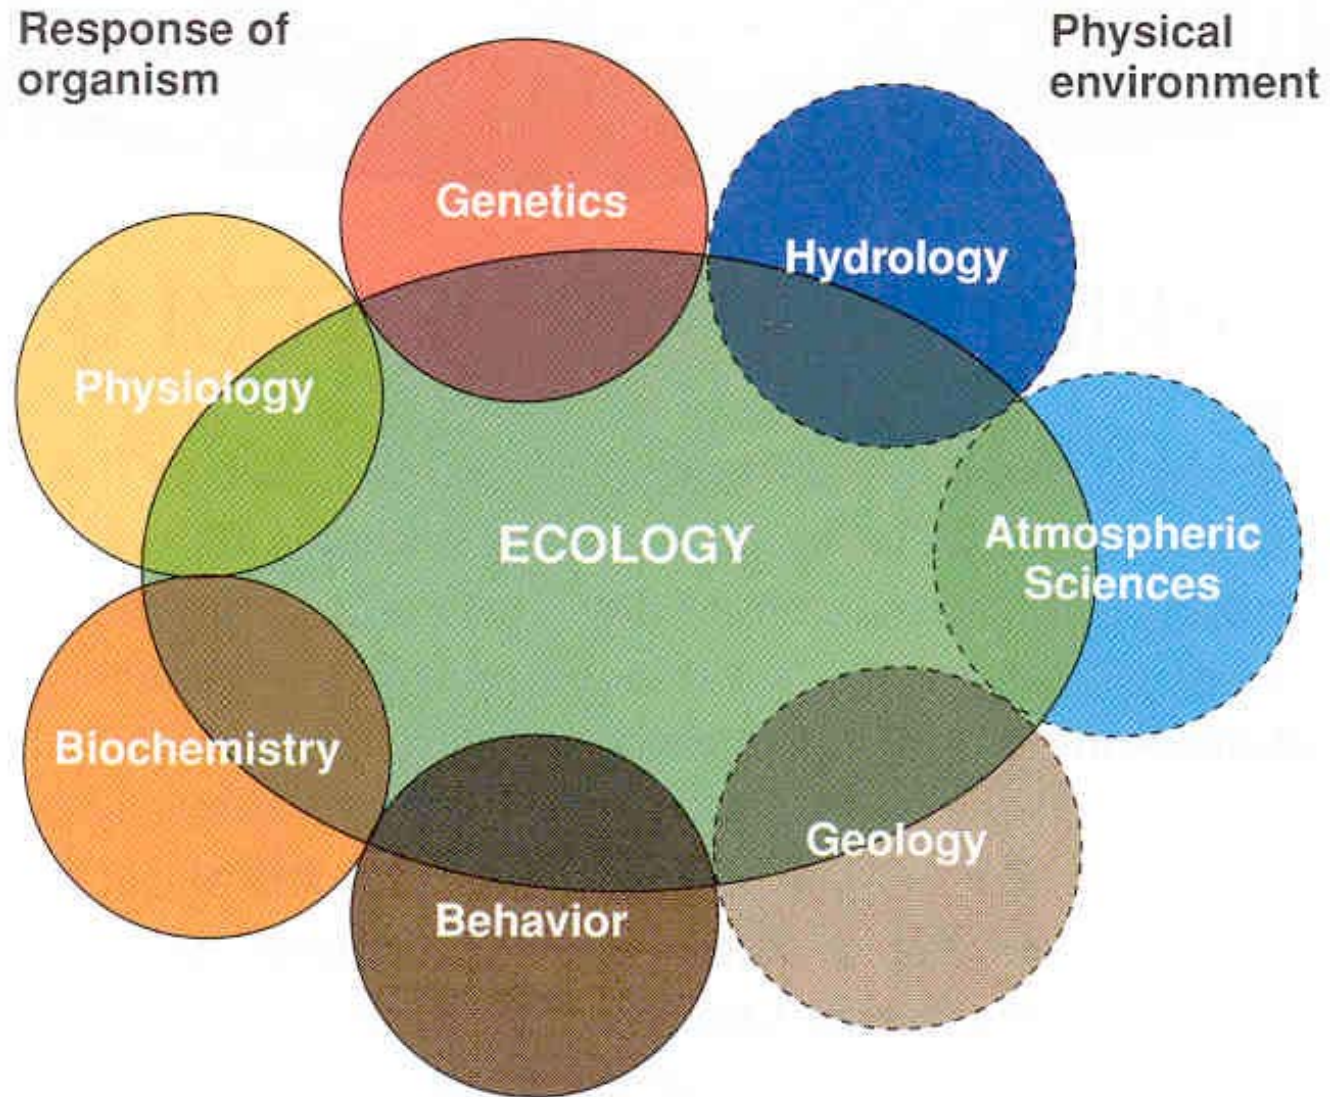 Response of
organism
Physical
environment
Genetics
Hydrology
Physiology
ECOLOGY
Atmospheric
Sciences
Biochemistry
Geology
Behavior